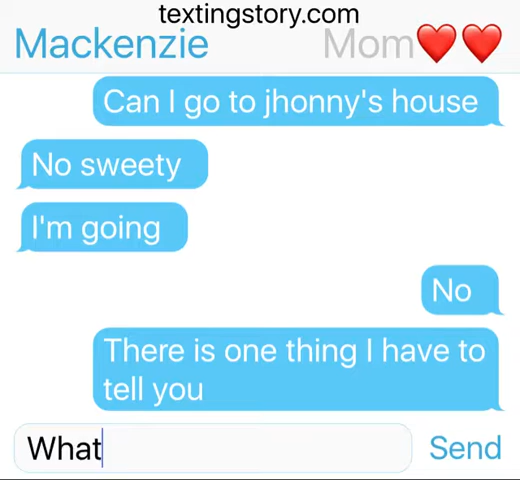 textingstory.com
Mackenzie Mom❤️❤️
Can I go to jhonny's house
No sweety
I'm going
No
There is one thing I have to
tell you
What
Send